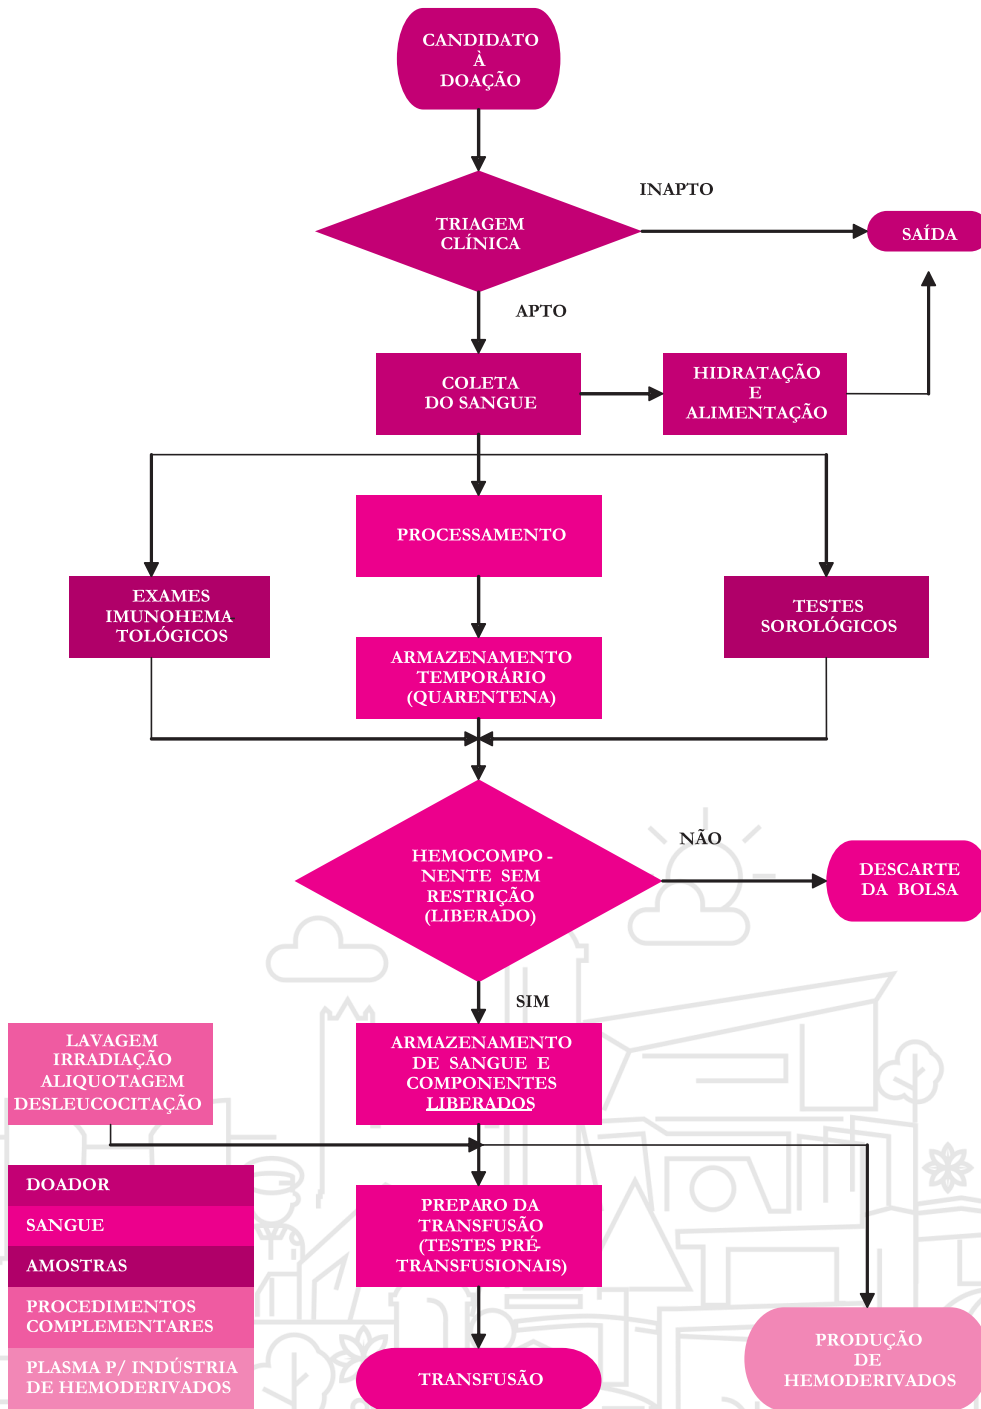 CANDIDATO
À
DOAÇÃO
INAPTO
TRIAGEM
CLÍNICA
SAÍDA
APTO
COLETA
DO SANGUE
HIDRATAÇÃO
E
ALIMENTAÇÃO
PROCESSAMENTO
EXAMES
IMUNOHEMA
TOLÓGICOS
TESTES
SOROLÓGICOS
ARMAZENAMENTO
TEMPORÁRIO
(QUARENTENA)
HEMOCOMPO -
NENTE SEM
RESTRIÇÃO
(LIBERADO)
NÃO
DESCARTE
DA BOLSA
SIM
LAVAGEM
IRRADIAÇÃO
ALIQUOTAGEM
DESLEUCOCITAÇÃO
ARMAZENAMENTO
DE SANGUE E
COMPONENTES
LIBERADOS
DOADOR
SANGUE
AMOSTRAS
PROCEDIMENTOS
COMPLEMENTARES
PLASMA P/ INDÚSTRIA
DE HEMODERIVADOS
PREPARO DA
TRANSFUSÃO
(TESTES PRÉ-
TRANSFUSIONAIS)
TRANSFUSÃO
PRODUÇÃO
DE
HEMODERIVADOS